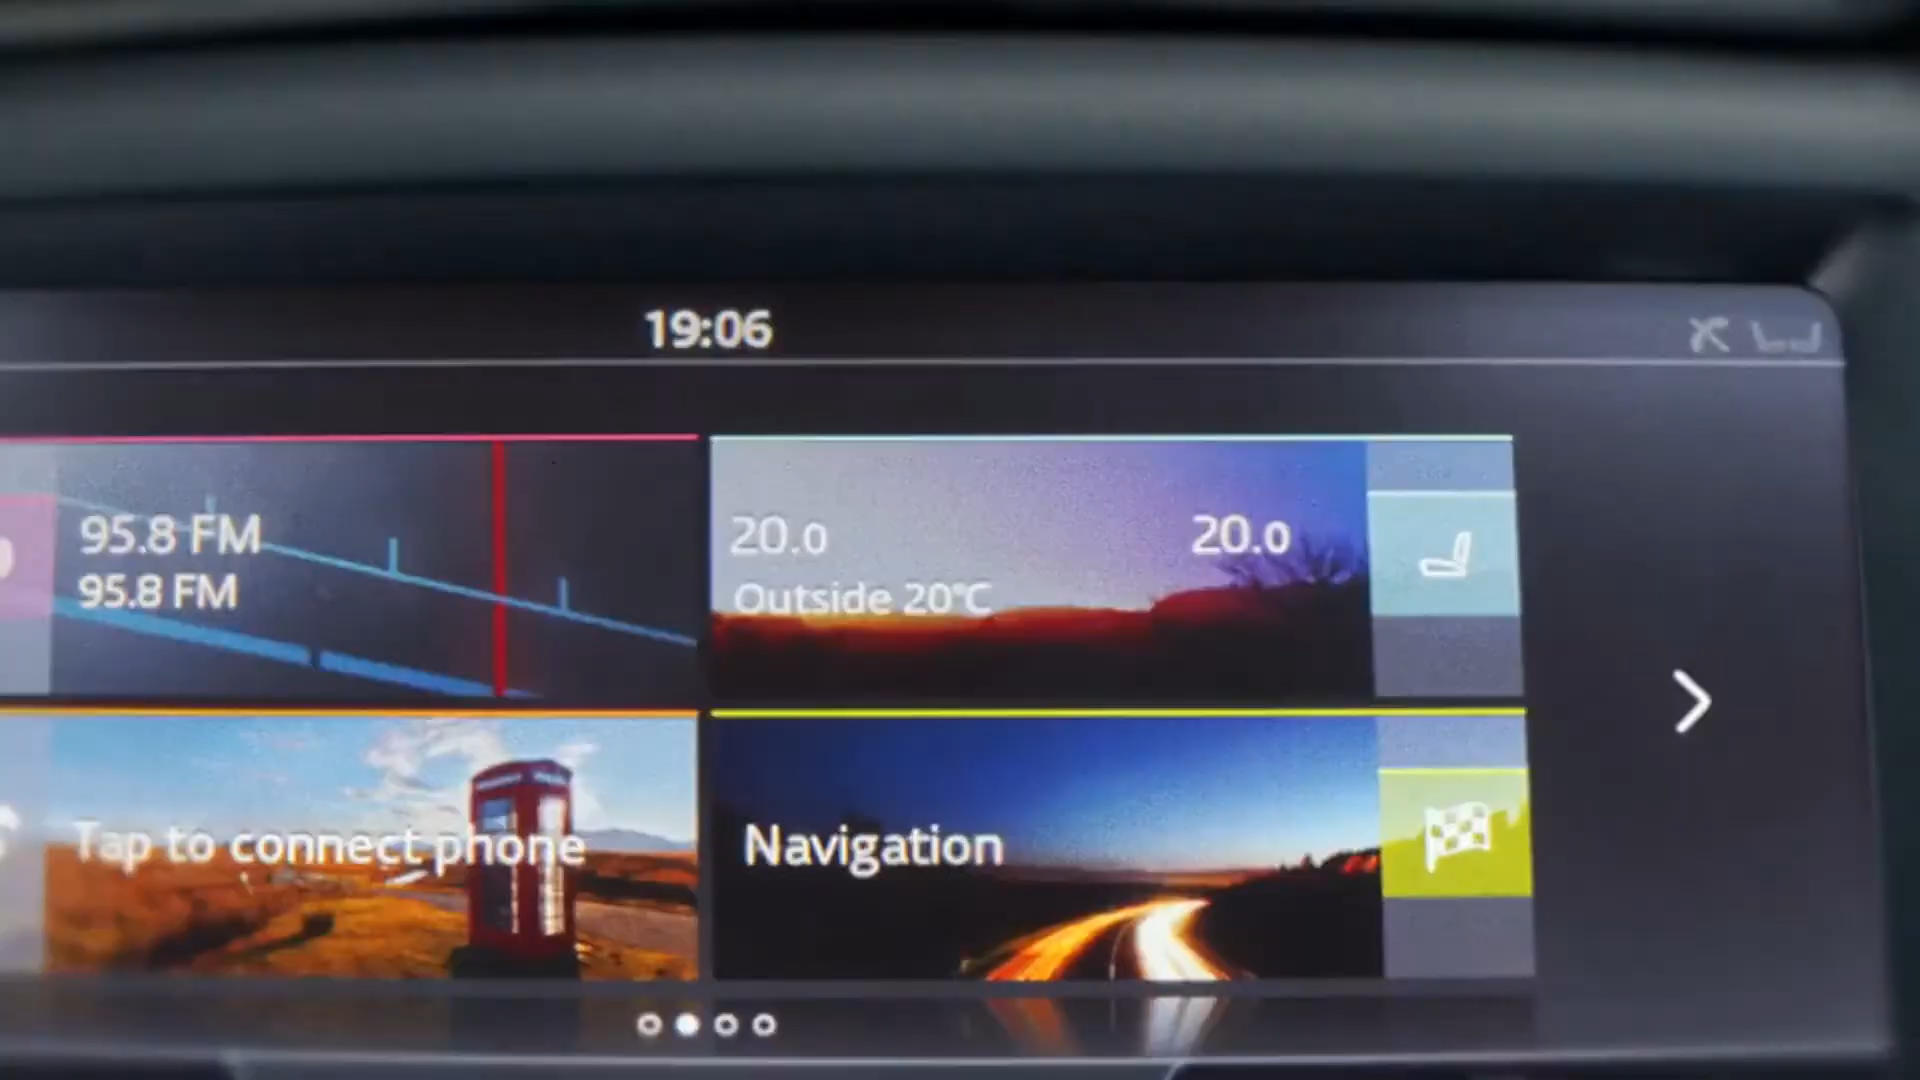 19:06
95.8 FM
95.8 FM
20.0
20.0
Outside 20°C
Tap to connect phone
Navigation